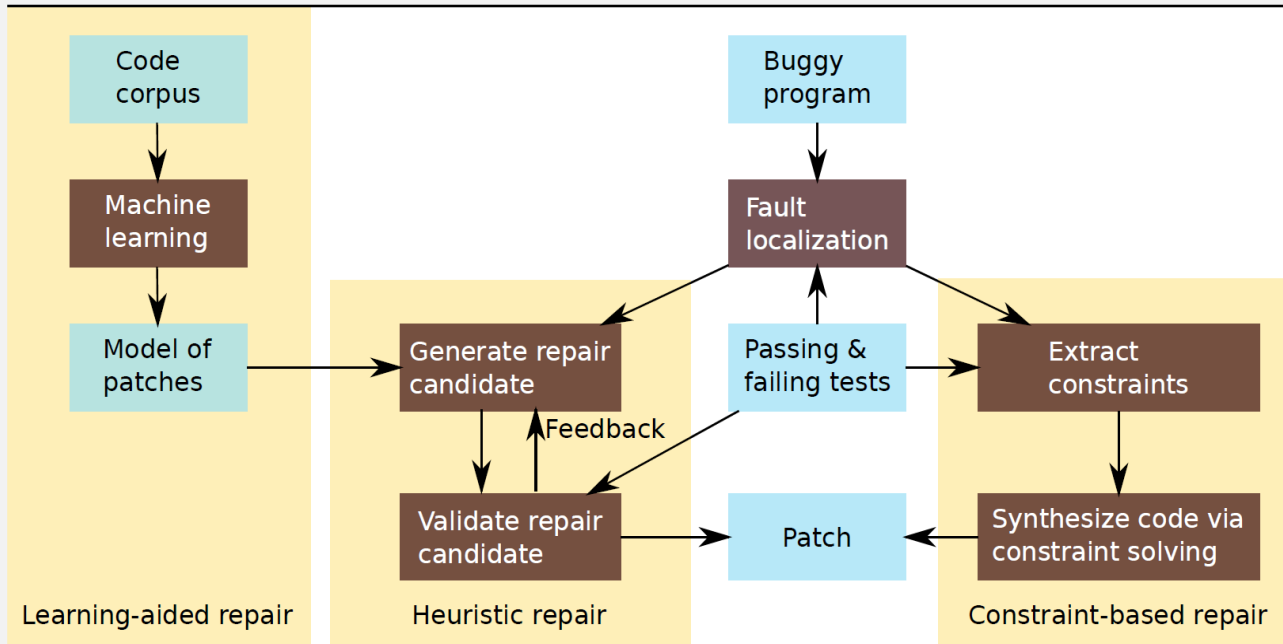 Code
corpus
Buggy
program
Machine
learning
Fault
localization
Model of
patches
Generate repair
candidate
Passing &
failing tests
Extract
constraints
Feedback
Validate repair
candidate
Patch
Synthesize code via
constraint solving
Learning-aided repair
Heuristic repair
Constraint-based repair